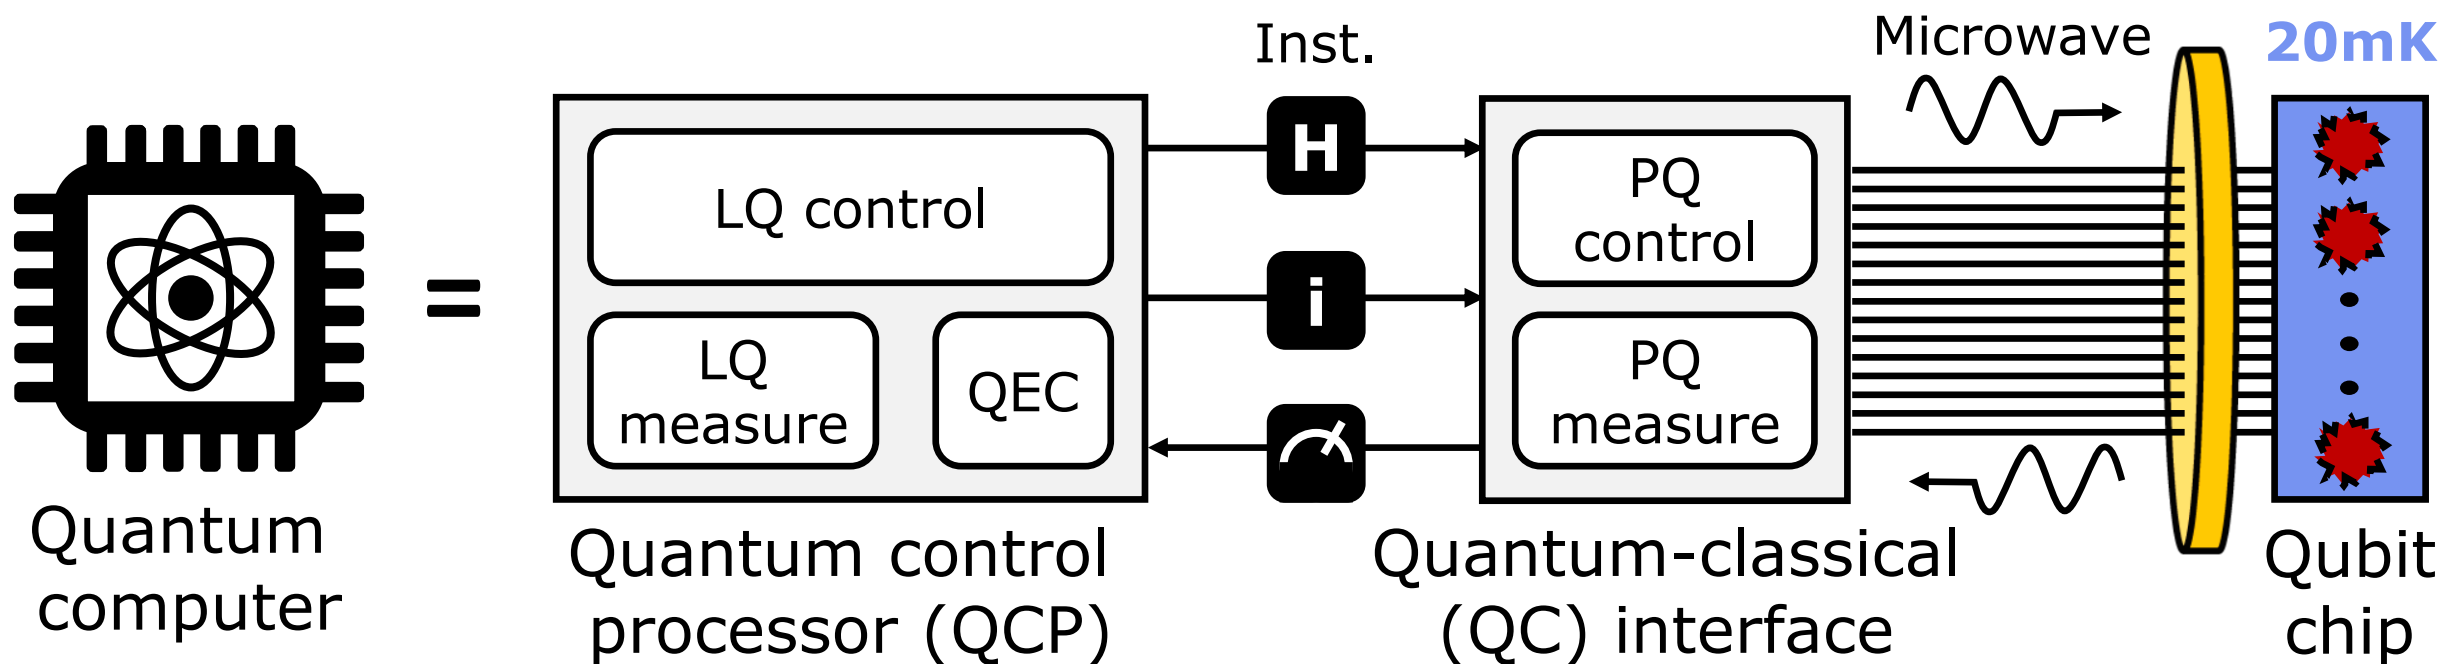 Quantum
computer
=
LQ control
LQ
measure
QEC
Quantum control
processor (QCP)
Inst.
H
i
PQ
control
PQ
measure
Quantum-classical
(QC) interface
Microwave
20mK
Qubit
chip